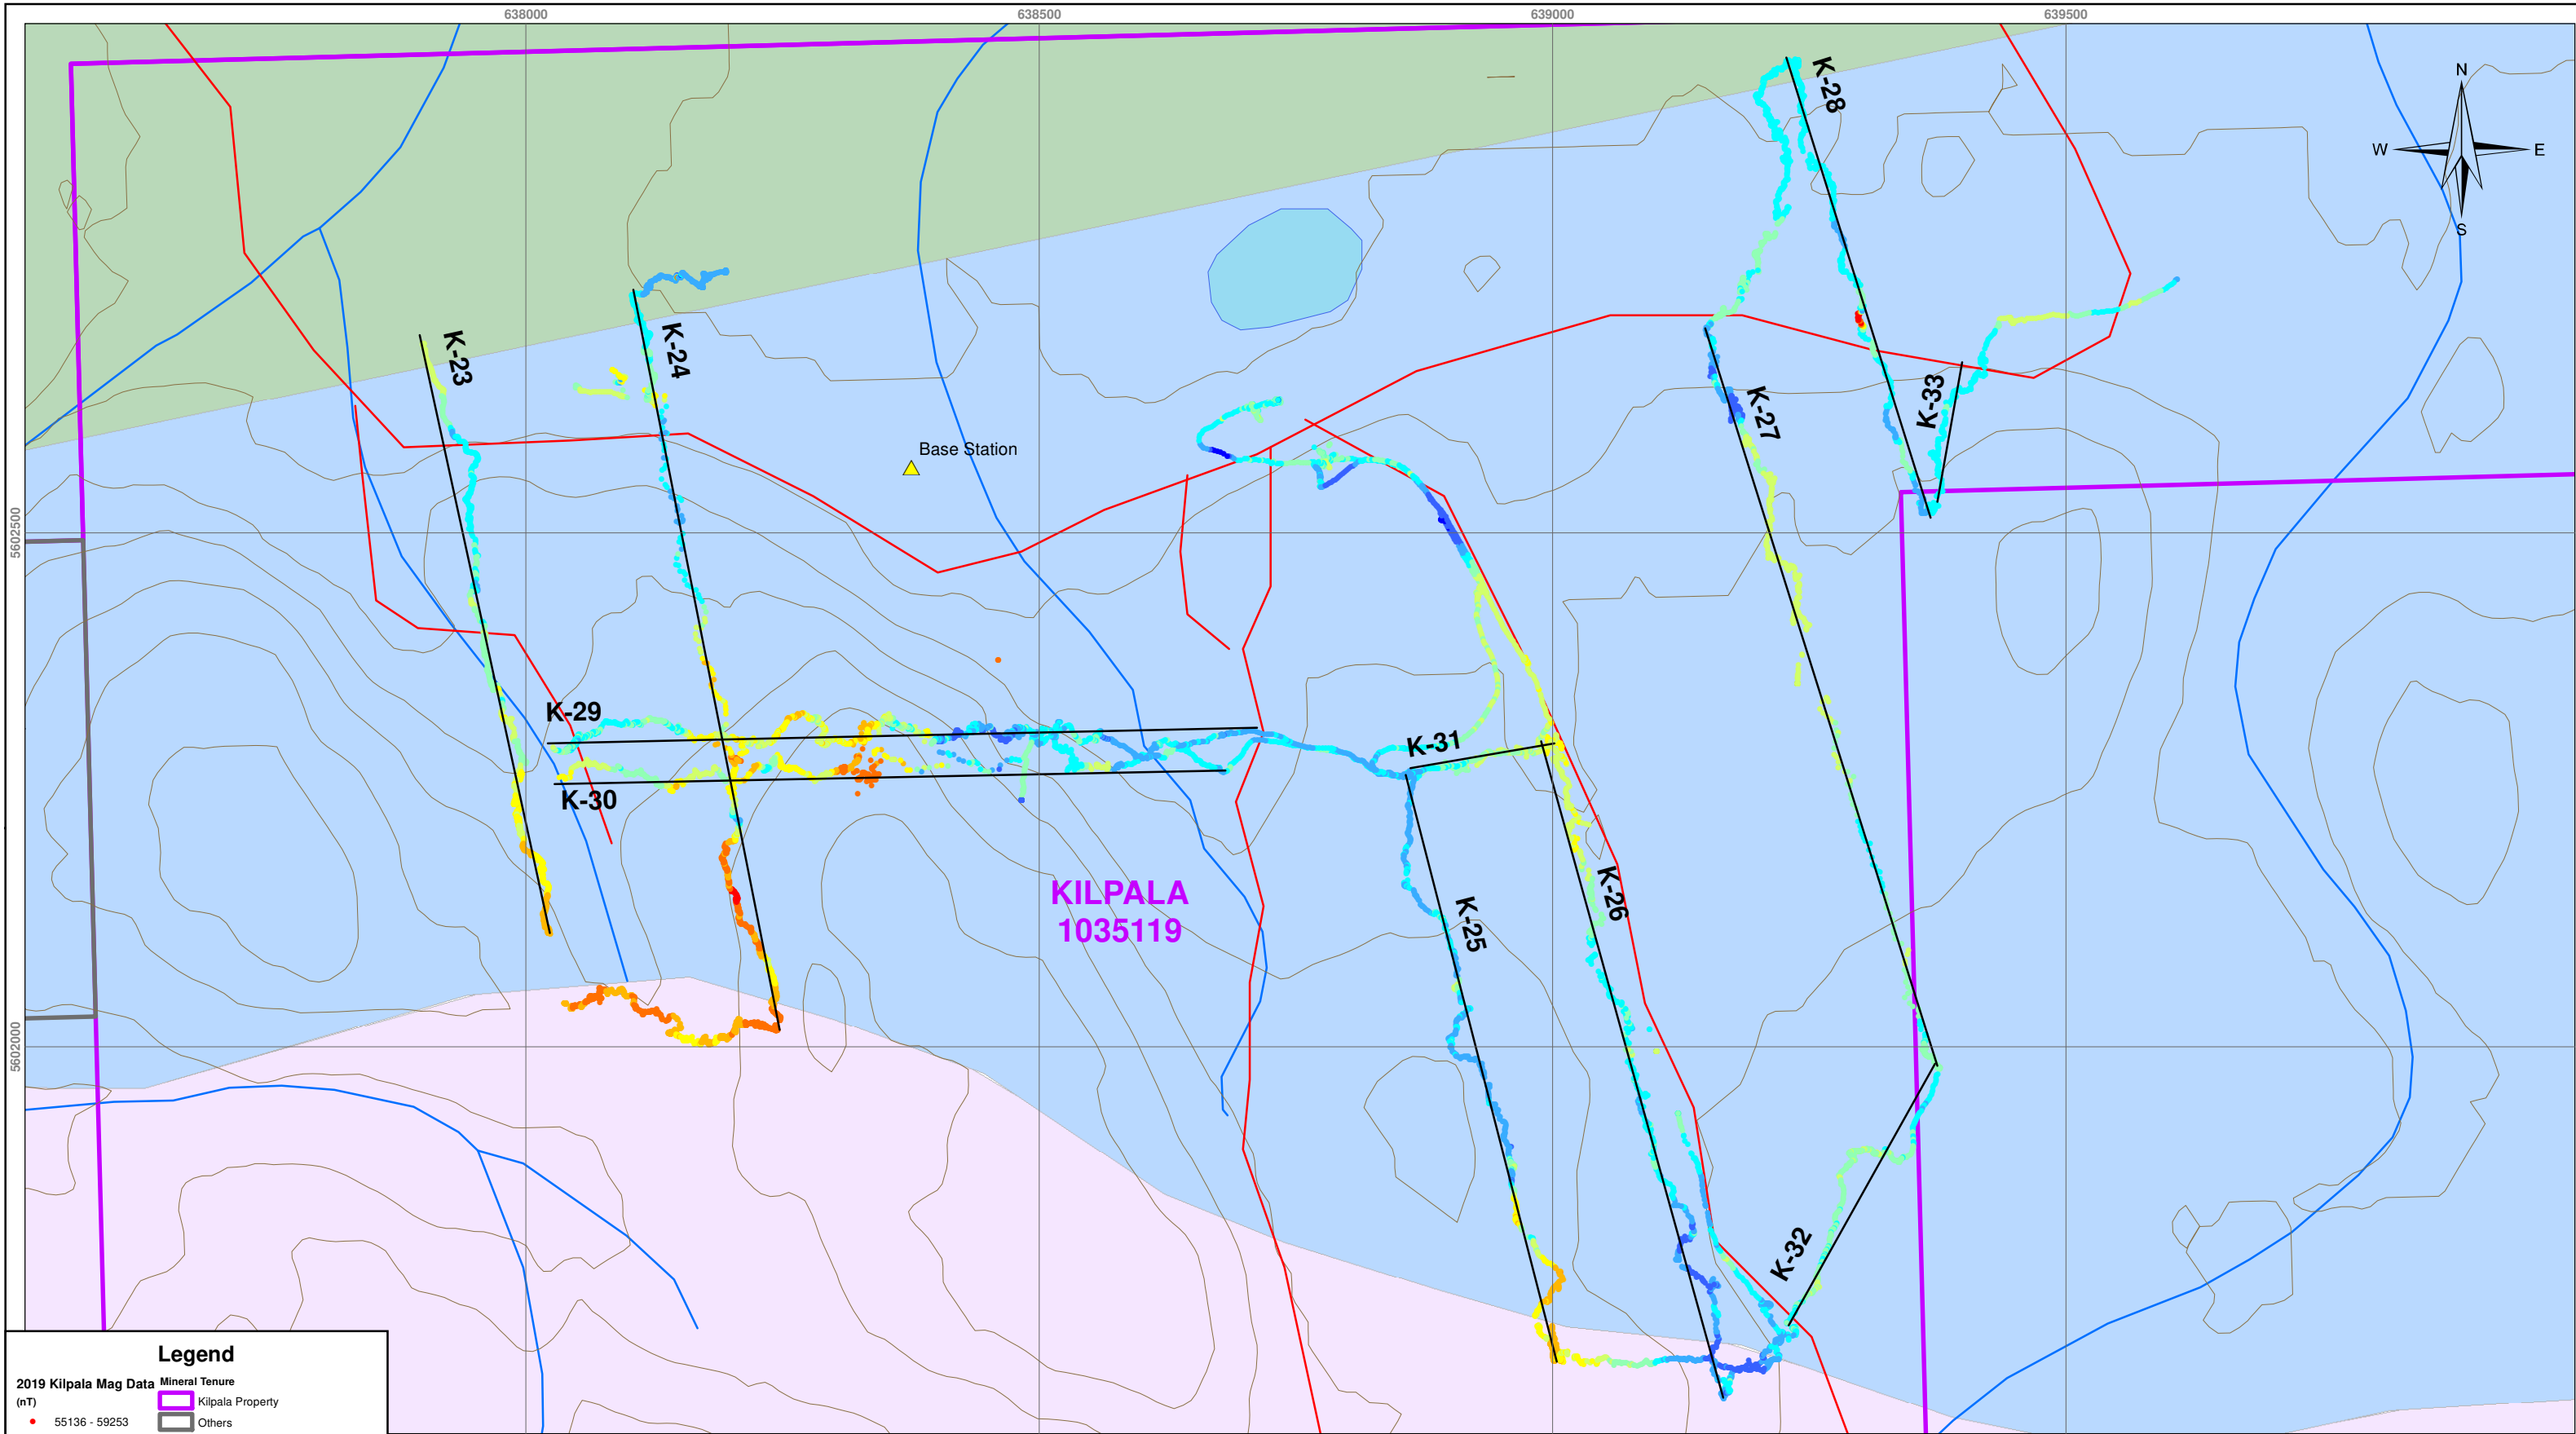 638000
638500
639000
639500
N
W
E
S
K-28
K-23
K-24
K-33
K-27
Base Station
5602500
K-29
K-31
K-30
KILPALA
1035119
K-26
K-25
5602000
K-32
Legend
2019 Kilpala Mag Data
(nT)
55136 - 59253
Mineral Tenure
Kilpala Property
Others